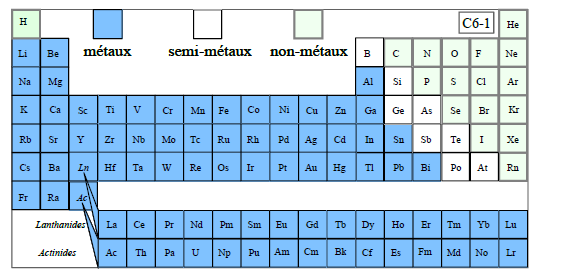 H C6-1 He
Li Be métaux semi-métaux non-métaux B C N O F Ne
Na Mg Al Si P S Cl Ar
K Ca Sc Ti V Cr Mn Fe Co Ni Cu Zn Ga Ge As Se Br Kr
Rb Sr Y Zr Nb Mo Tc Ru Rh Pd Ag Cd In Sn Sb Te I Xe
Cs Ba Ln Hf Ta W Re Os Ir Pt Au Hg Tl Pb Bi Po At Rn
Fr Ra Ac
Lanthanides La Ce Pr Nd Pm Sm Eu Gd Tb Dy Ho Er Tm Yb Lu
Actinides Ac Th Pa U Np Pu Am Cm Bk Cf Es Fm Md No Lr